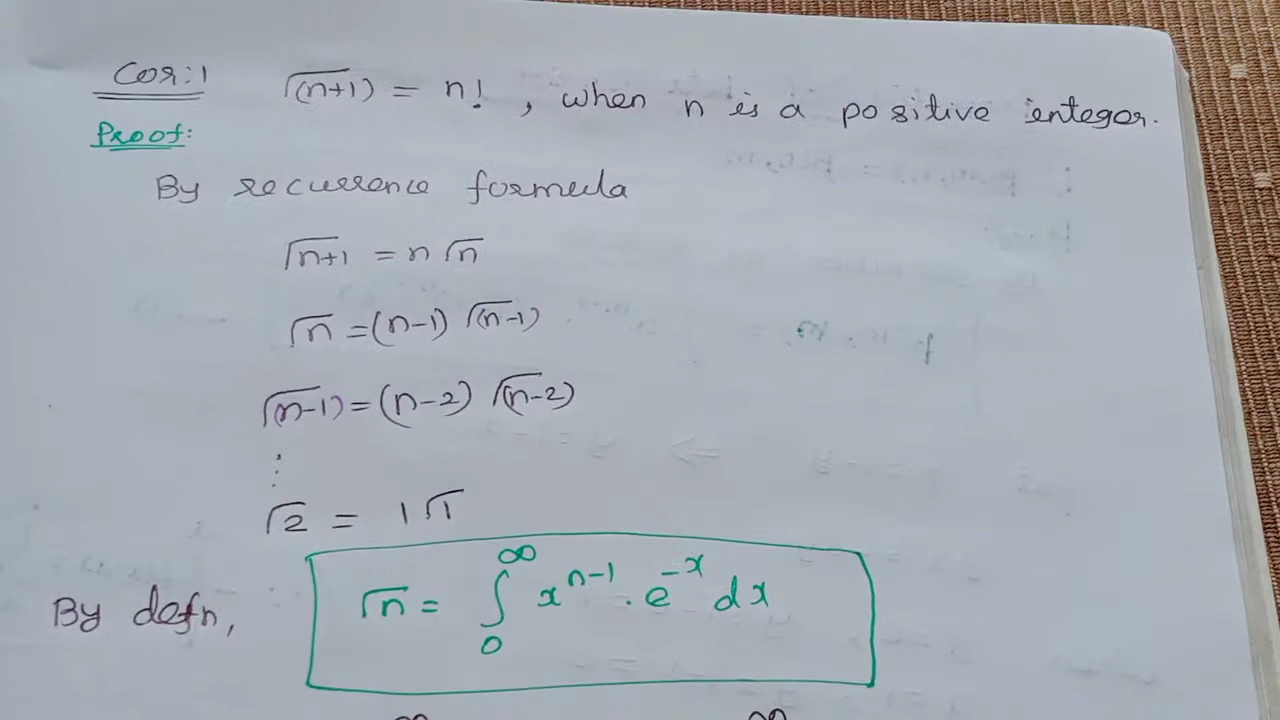 Cor:1 Γ(n+1) = n! , when n is a positive integer.
Proof:
By recurrence formula
Γn+1 = n Γn
Γn = (n-1) Γ(n-1)
Γ(n-1) = (n-2) Γ(n-2)
⋮
Γ2 = 1 Γ1
By defn, Γn = ∫₀^∞ x^{n-1} . e^{-x} dx
∞ ∞